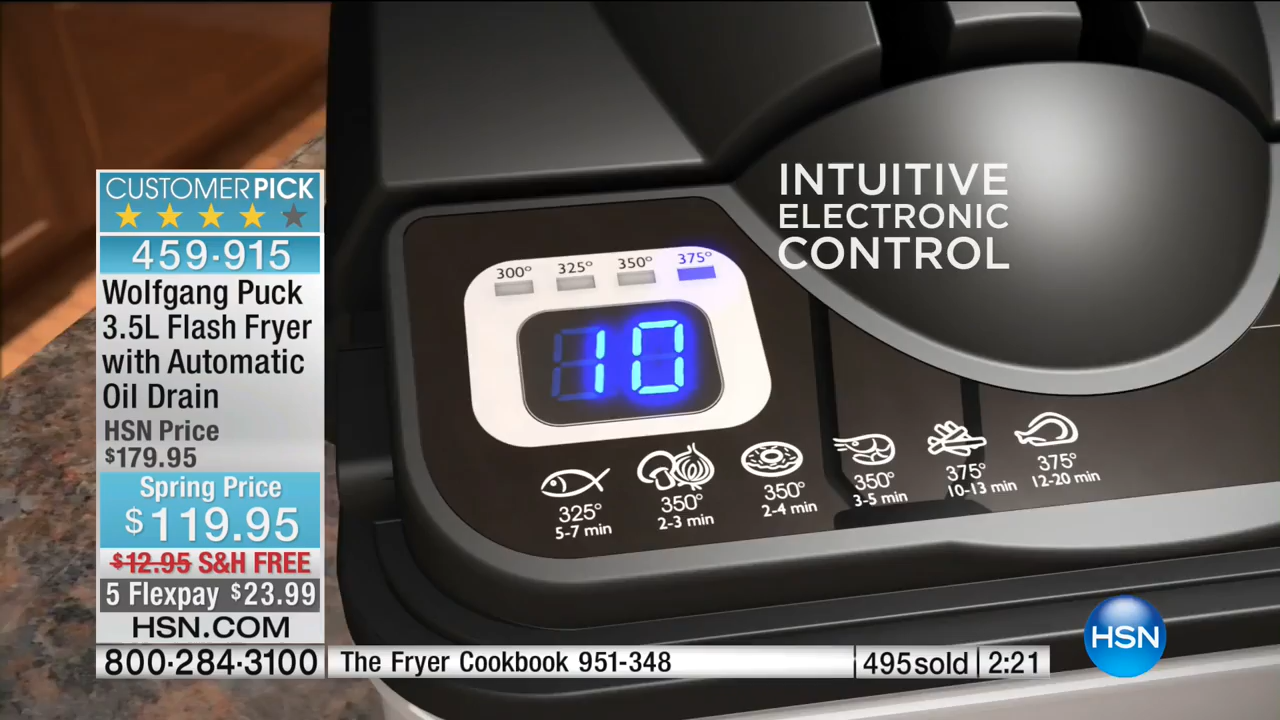 CUSTOMERPICK
459·915
Wolfgang Puck
3.5L Flash Fryer
with Automatic
Oil Drain
HSN Price
$179.95
Spring Price
$119.95
$12.95 S&H FREE
5 Flexpay $23.99
HSN.COM
800·284·3100
The Fryer Cookbook 951-348
495sold
2:21
HSN
INTUITIVE
ELECTRONIC
CONTROL
300° 325° 350° 375°
10
325°
5-7 min
350°
2-3 min
350°
2-4 min
350°
3-5 min
375°
10-13 min
375°
12-20 min